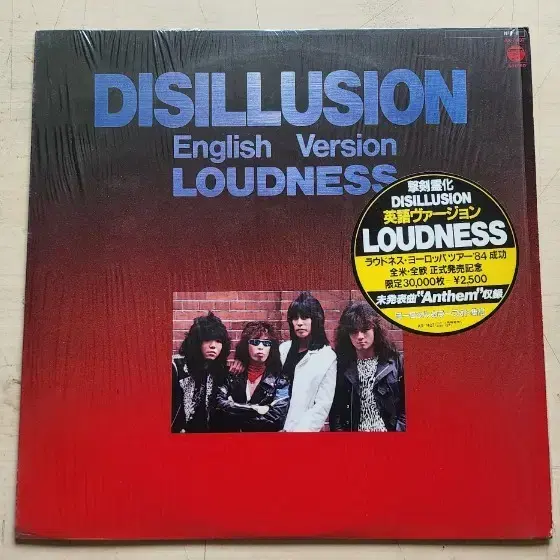 DISILLUSION
English Version
LOUDNESS
撃剣霊化
DISILLUSION
英語ヴァージョン
LOUDNESS
ラウドネス・ヨーロッパツアー'84成功
全米・全欧 正式発売記念
限定30,000枚 ¥2,500
未発表曲"Anthem"収録